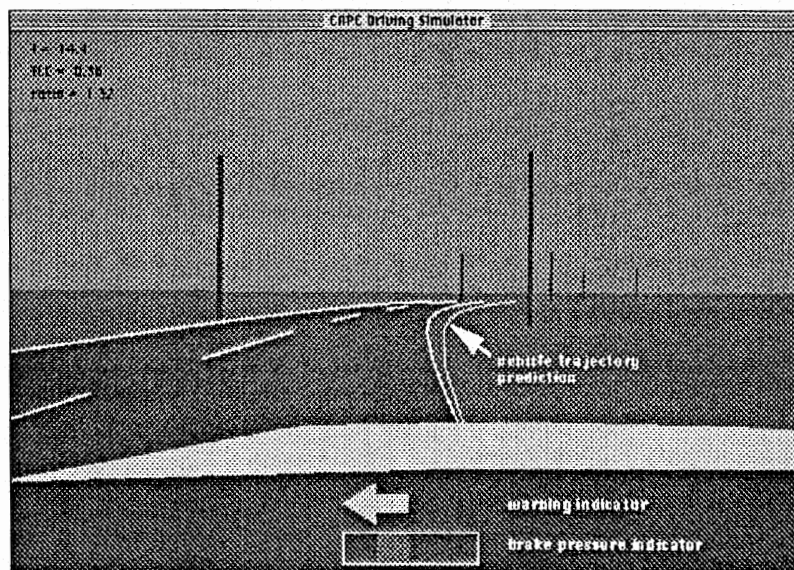 CAPC Driving Simulator
vehicle trajectory
prediction
warning indicator
brake pressure indicator